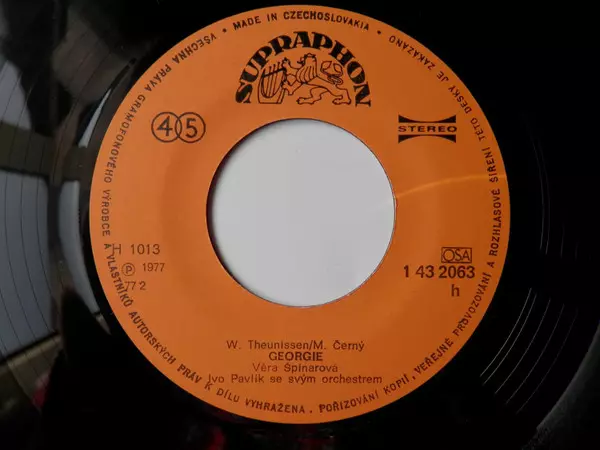 VŠECHNA PRÁVA GRAMOFONOVÉHO VÝROBCE A VLASTNÍKŮ AUTORSKÝCH PRÁV K DÍLU VYHRAŽENA. POŘIZOVÁNÍ KOPIÍ, VEŘEJNÉ PROVOZOVÁNÍ A ROZHLASOVÉ ŠÍŘENÍ TÉTO DESKY JE ZAKÁZÁNO • MADE IN CZECHOSLOVAKIA •
SUPRAPHON
45
STEREO
H 1013
Ⓟ 1977
77 2
OSA
1 43 2063
h
W. Theunissen/M. Černý
GEORGIE
Věra Špinarová
Ivo Pavlík se svým orchestrem